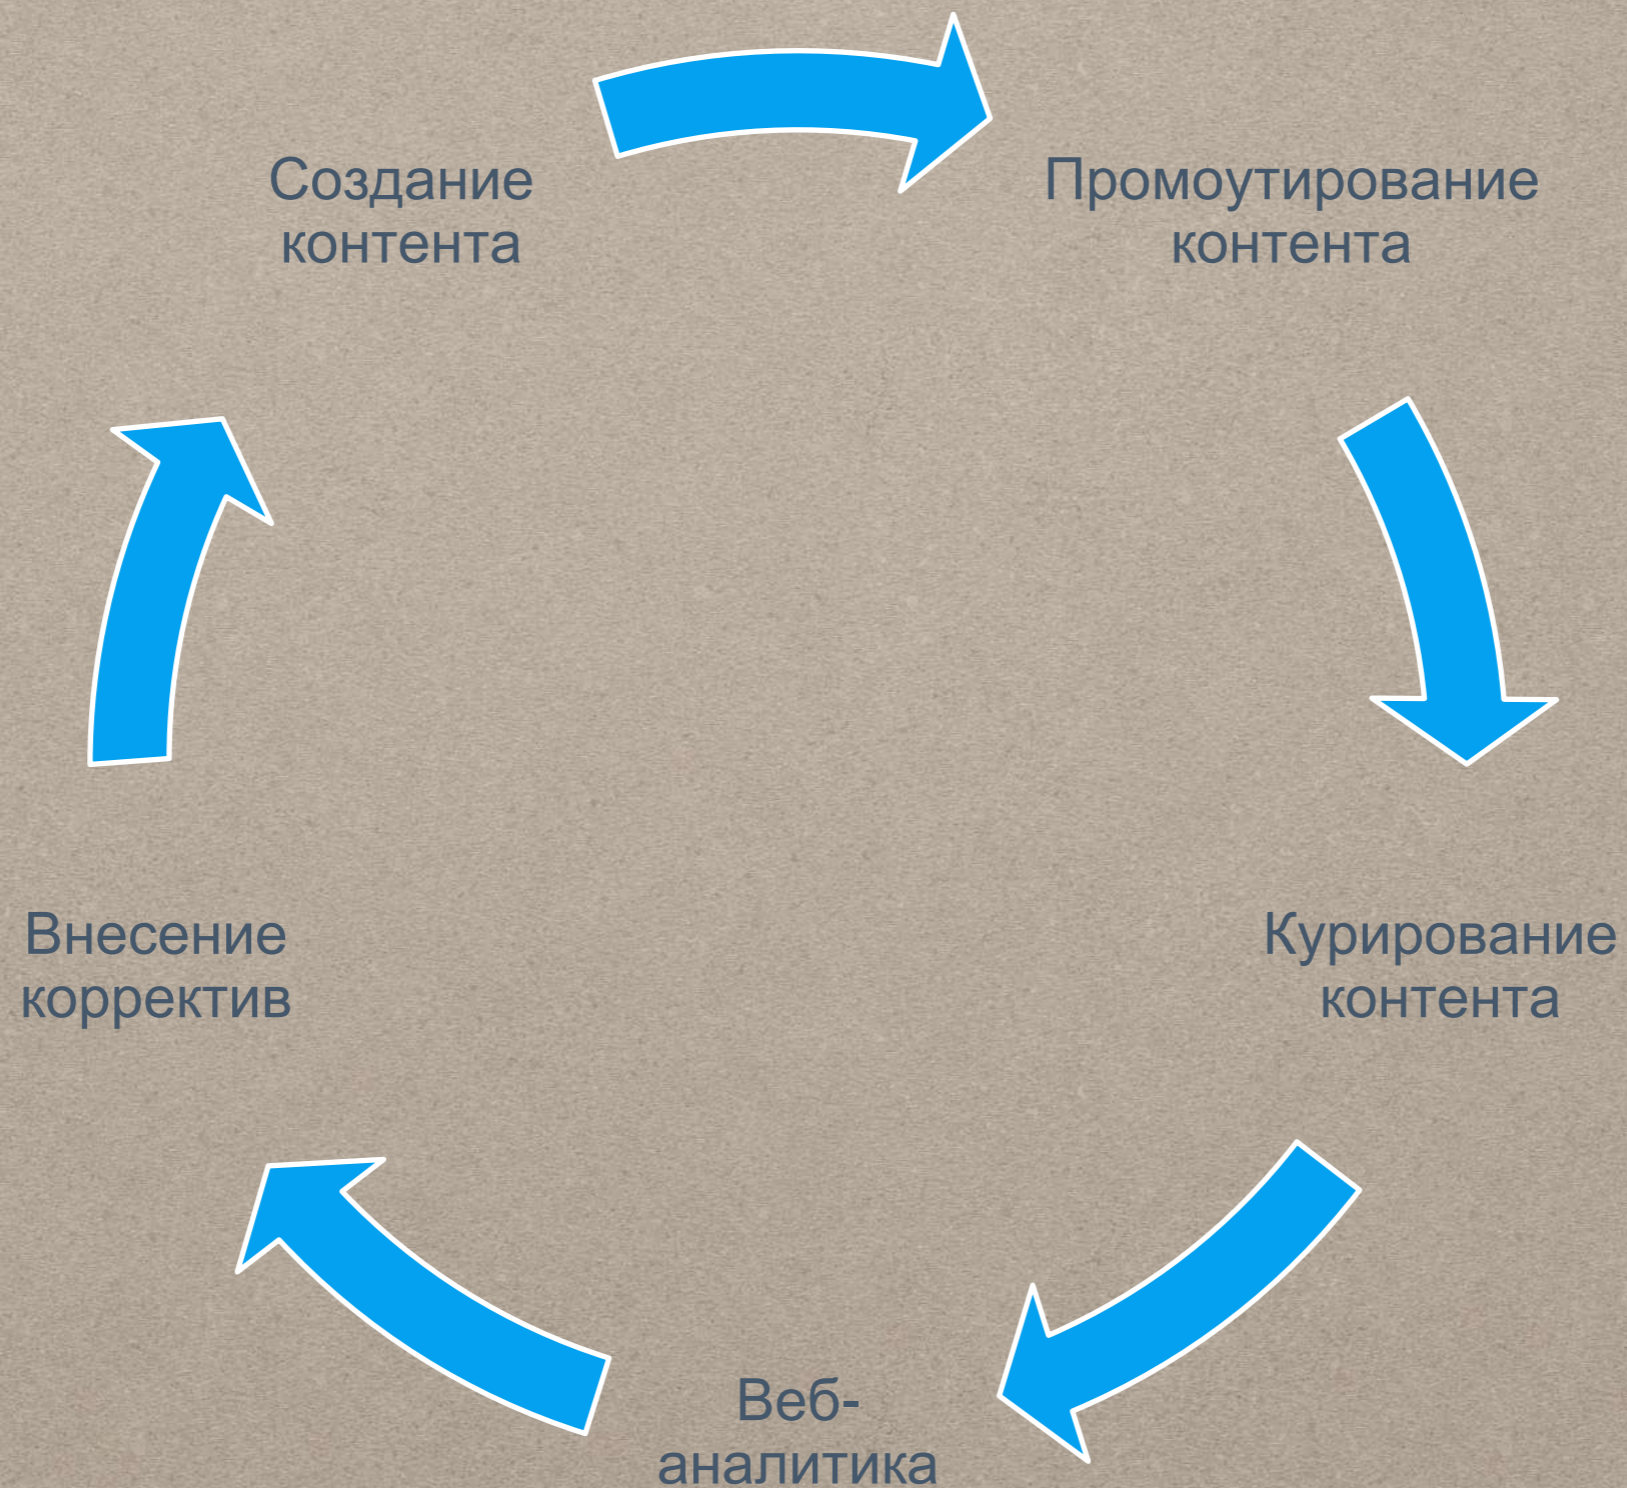 Создание
контента
Промоутирование
контента
Курирование
контента
Веб-
аналитика
Внесение
корректив